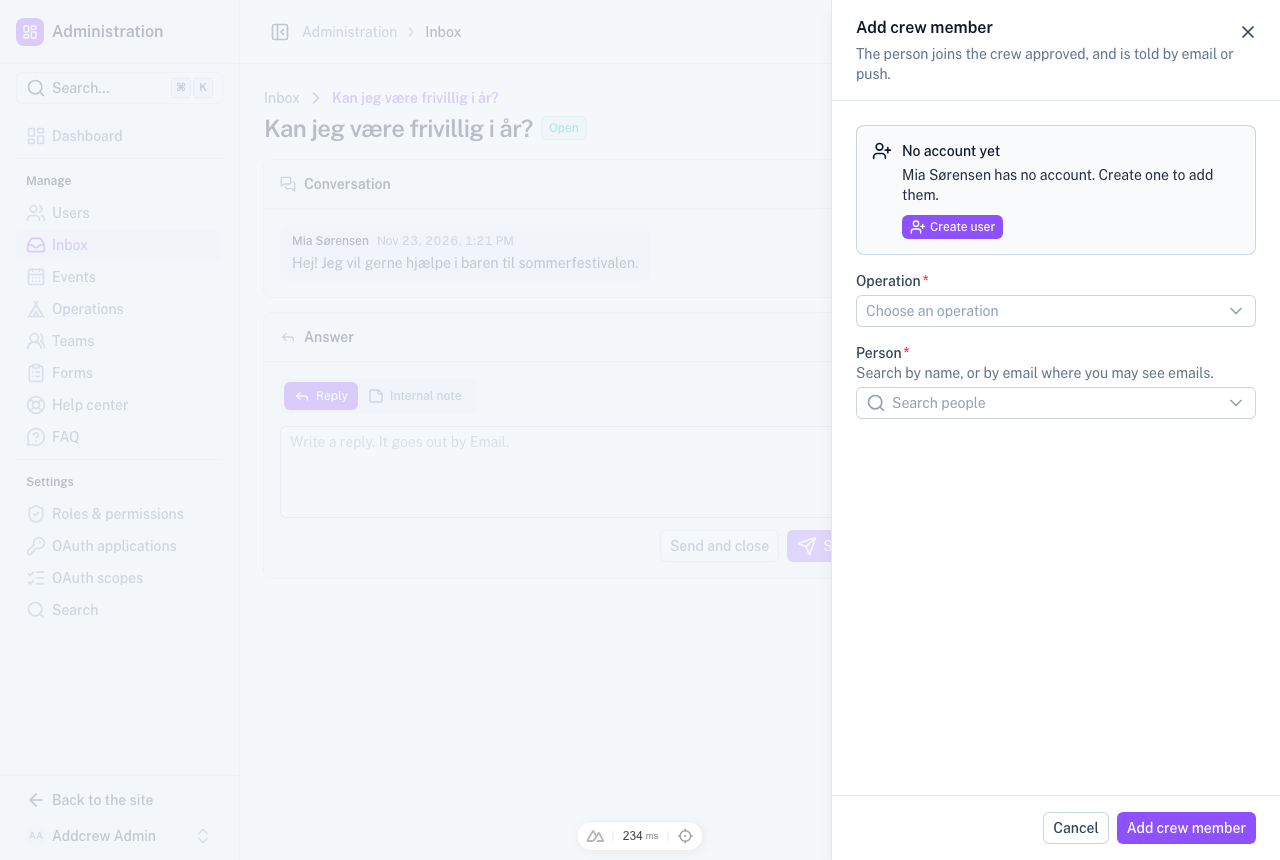 Administration
Search...
⌘ K
Dashboard
Manage
Users
Inbox
Events
Operations
Teams
Forms
Help center
FAQ
Settings
Roles & permissions
OAuth applications
OAuth scopes
Search
Back to the site
AA Addcrew Admin
Administration > Inbox
Inbox > Kan jeg være frivillig i år?
Kan jeg være frivillig i år? Open
Conversation
Mia Sørensen Nov 23, 2026, 1:21 PM
Hej! Jeg vil gerne hjælpe i baren til sommerfestivalen.
Answer
Reply Internal note
Write a reply. It goes out by Email.
Send and close
234 ms
Add crew member
The person joins the crew approved, and is told by email or
push.
No account yet
Mia Sørensen has no account. Create one to add
them.
Create user
Operation*
Choose an operation
Person*
Search by name, or by email where you may see emails.
Search people
Cancel Add crew member